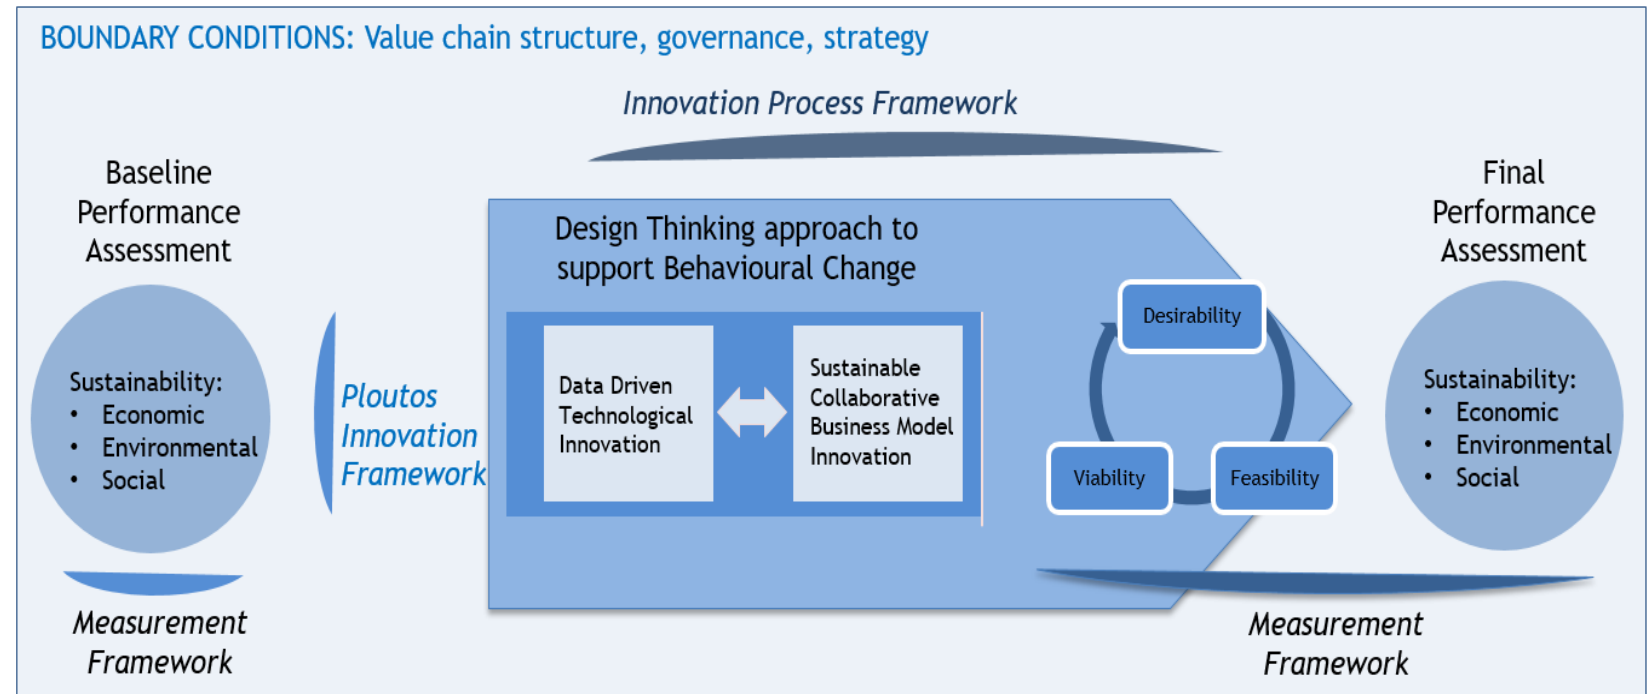 BOUNDARY CONDITIONS: Value chain structure, governance, strategy
Innovation Process Framework
Baseline
Performance
Assessment
Sustainability:
• Economic
• Environmental
• Social
Measurement
Framework
Ploutos
Innovation
Framework
Design Thinking approach to
support Behavioural Change
Data Driven
Technological
Innovation
Sustainable
Collaborative
Business Model
Innovation
Desirability
Viability
Feasibility
Final
Performance
Assessment
Sustainability:
• Economic
• Environmental
• Social
Measurement
Framework